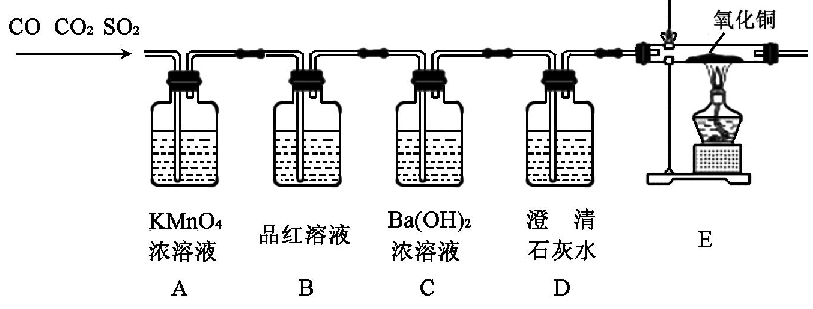 CO CO₂ SO₂
氧化铜
KMnO₄
浓溶液
A
品红溶液
B
Ba(OH)₂
浓溶液
C
澄 清
石灰水
D
E